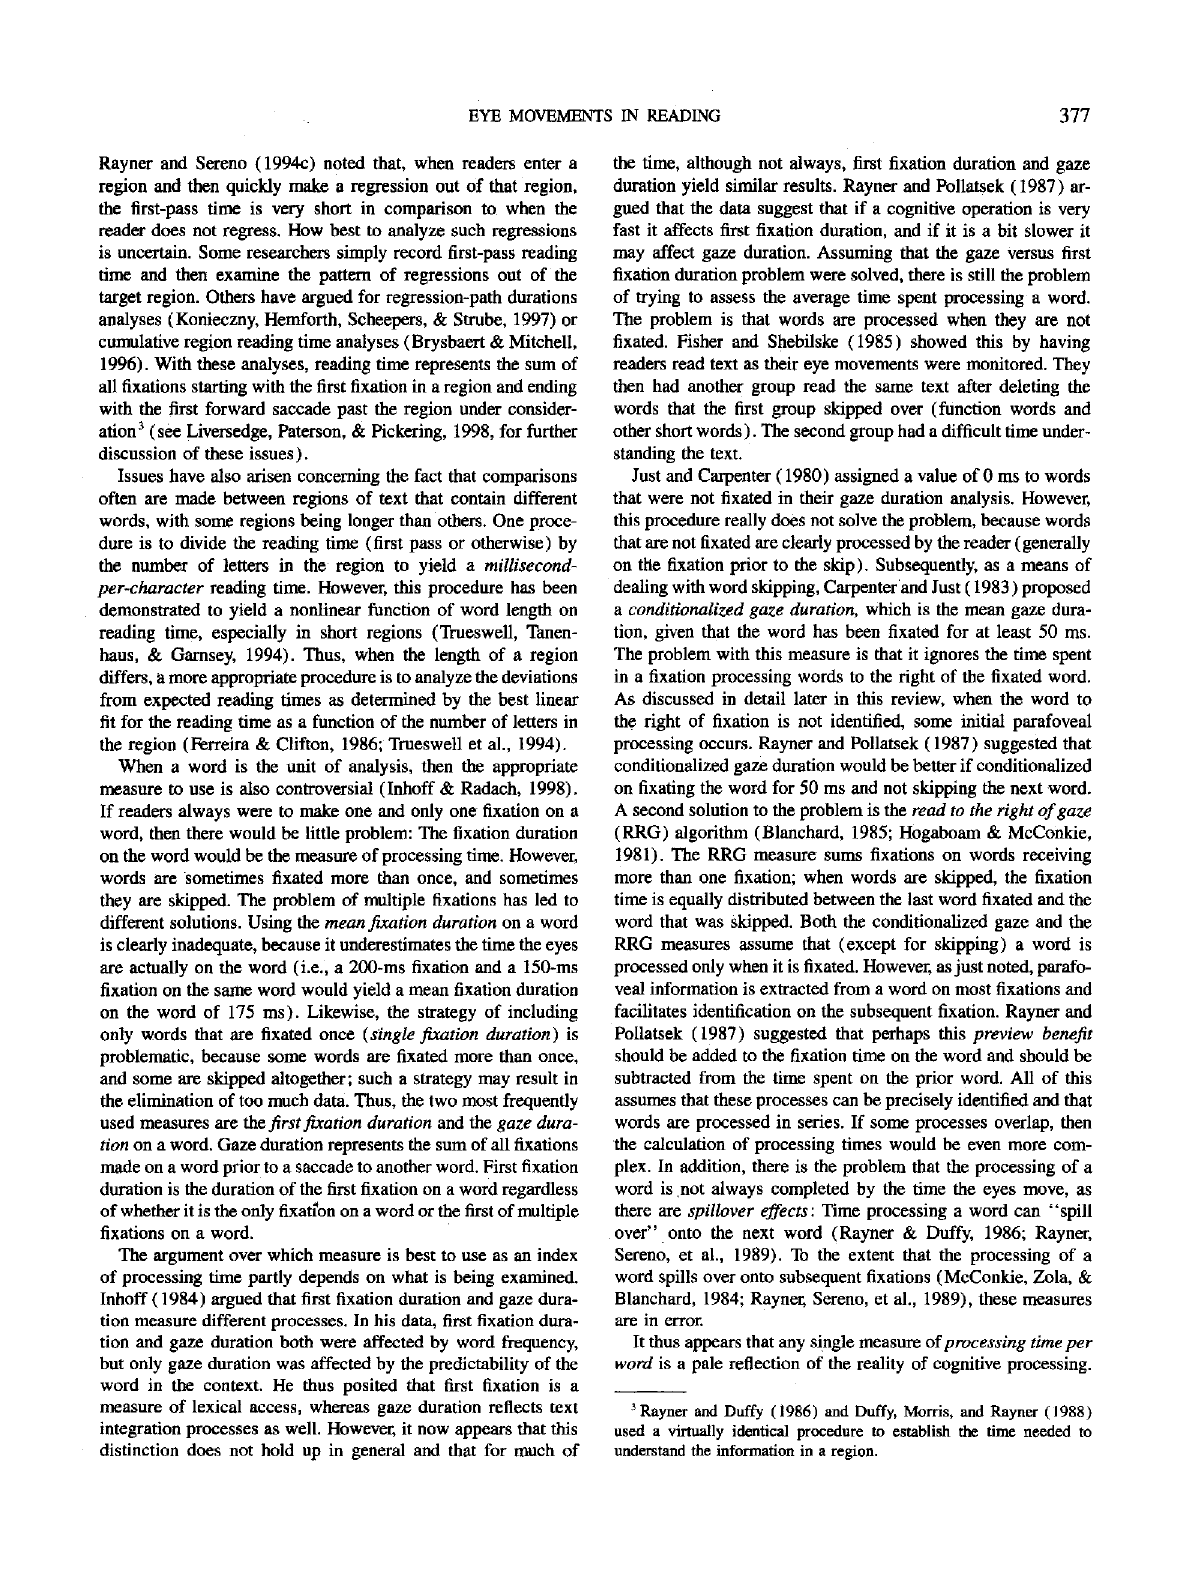 EYE MOVEMENTS IN READING 377
Rayner and Sereno (1994c) noted that, when readers enter a
region and then quickly make a regression out of that region,
the first-pass time is very short in comparison to when the
reader does not regress. How best to analyze such regressions
is uncertain. Some researchers simply record first-pass reading
time and then examine the pattern of regressions out of the
target region. Others have argued for regression-path durations
analyses (Konieczny, Hemforth, Scheepers, & Strube, 1997) or
cumulative region reading time analyses (Brysbaert & Mitchell,
1996). With these analyses, reading time represents the sum of
all fixations starting with the first fixation in a region and ending
with the first forward saccade past the region under consider-
ation³ (see Liversedge, Paterson, & Pickering, 1998, for further
discussion of these issues).
Issues have also arisen concerning the fact that comparisons
often are made between regions of text that contain different
words, with some regions being longer than others. One proce-
dure is to divide the reading time (first pass or otherwise) by
the number of letters in the region to yield a millisecond-
per-character reading time. However, this procedure has been
demonstrated to yield a nonlinear function of word length on
reading time, especially in short regions (Trueswell, Tanen-
haus, & Garnsey, 1994). Thus, when the length of a region
differs, a more appropriate procedure is to analyze the deviations
from expected reading times as determined by the best linear
fit for the reading time as a function of the number of letters in
the region (Ferreira & Clifton, 1986; Trueswell et al., 1994).
When a word is the unit of analysis, then the appropriate
measure to use is also controversial (Inhoff & Radach, 1998).
If readers always were to make one and only one fixation on a
word, then there would be little problem: The fixation duration
on the word would be the measure of processing time. However,
words are sometimes fixated more than once, and sometimes
they are skipped. The problem of multiple fixations has led to
different solutions. Using the mean fixation duration on a word
is clearly inadequate, because it underestimates the time the eyes
are actually on the word (i.e., a 200-ms fixation and a 150-ms
fixation on the same word would yield a mean fixation duration
on the word of 175 ms). Likewise, the strategy of including
only words that are fixated once (single fixation duration) is
problematic, because some words are fixated more than once,
and some are skipped altogether; such a strategy may result in
the elimination of too much data. Thus, the two most frequently
used measures are the first fixation duration and the gaze dura-
tion on a word. Gaze duration represents the sum of all fixations
made on a word prior to a saccade to another word. First fixation
duration is the duration of the first fixation on a word regardless
of whether it is the only fixation on a word or the first of multiple
fixations on a word.
The argument over which measure is best to use as an index
of processing time partly depends on what is being examined.
Inhoff (1984) argued that first fixation duration and gaze dura-
tion measure different processes. In his data, first fixation dura-
tion and gaze duration both were affected by word frequency,
but only gaze duration was affected by the predictability of the
word in the context. He thus posited that first fixation is a
measure of lexical access, whereas gaze duration reflects text
integration processes as well. However, it now appears that this
distinction does not hold up in general and that for much of
the time, although not always, first fixation duration and gaze
duration yield similar results. Rayner and Pollatsek (1987) ar-
gued that the data suggest that if a cognitive operation is very
fast it affects first fixation duration, and if it is a bit slower it
may affect gaze duration. Assuming that the gaze versus first
fixation duration problem were solved, there is still the problem
of trying to assess the average time spent processing a word.
The problem is that words are processed when they are not
fixated. Fisher and Shebilske (1985) showed this by having
readers read text as their eye movements were monitored. They
then had another group read the same text after deleting the
words that the first group skipped over (function words and
other short words). The second group had a difficult time under-
standing the text.
Just and Carpenter (1980) assigned a value of 0 ms to words
that were not fixated in their gaze duration analysis. However,
this procedure really does not solve the problem, because words
that are not fixated are clearly processed by the reader (generally
on the fixation prior to the skip). Subsequently, as a means of
dealing with word skipping, Carpenter and Just (1983) proposed
a conditionalized gaze duration, which is the mean gaze dura-
tion, given that the word has been fixated for at least 50 ms.
The problem with this measure is that it ignores the time spent
in a fixation processing words to the right of the fixated word.
As discussed in detail later in this review, when the word to
the right of fixation is not identified, some initial parafoveal
processing occurs. Rayner and Pollatsek (1987) suggested that
conditionalized gaze duration would be better if conditionalized
on fixating the word for 50 ms and not skipping the next word.
A second solution to the problem is the read to the right of gaze
(RRG) algorithm (Blanchard, 1985; Hogaboam & McConkie,
1981). The RRG measure sums fixations on words receiving
more than one fixation; when words are skipped, the fixation
time is equally distributed between the last word fixated and the
word that was skipped. Both the conditionalized gaze and the
RRG measures assume that (except for skipping) a word is
processed only when it is fixated. However, as just noted, parafo-
veal information is extracted from a word on most fixations and
facilitates identification on the subsequent fixation. Rayner and
Pollatsek (1987) suggested that perhaps this preview benefit
should be added to the fixation time on the word and should be
subtracted from the time spent on the prior word. All of this
assumes that these processes can be precisely identified and that
words are processed in series. If some processes overlap, then
the calculation of processing times would be even more com-
plex. In addition, there is the problem that the processing of a
word is not always completed by the time the eyes move, as
there are spillover effects: Time processing a word can "spill
over" onto the next word (Rayner & Duffy, 1986; Rayner,
Sereno, et al., 1989). To the extent that the processing of a
word spills over onto subsequent fixations (McConkie, Zola, &
Blanchard, 1984; Rayner, Sereno, et al., 1989), these measures
are in error.
It thus appears that any single measure of processing time per
word is a pale reflection of the reality of cognitive processing.
³ Rayner and Duffy (1986) and Duffy, Morris, and Rayner (1988)
used a virtually identical procedure to establish the time needed to
understand the information in a region.